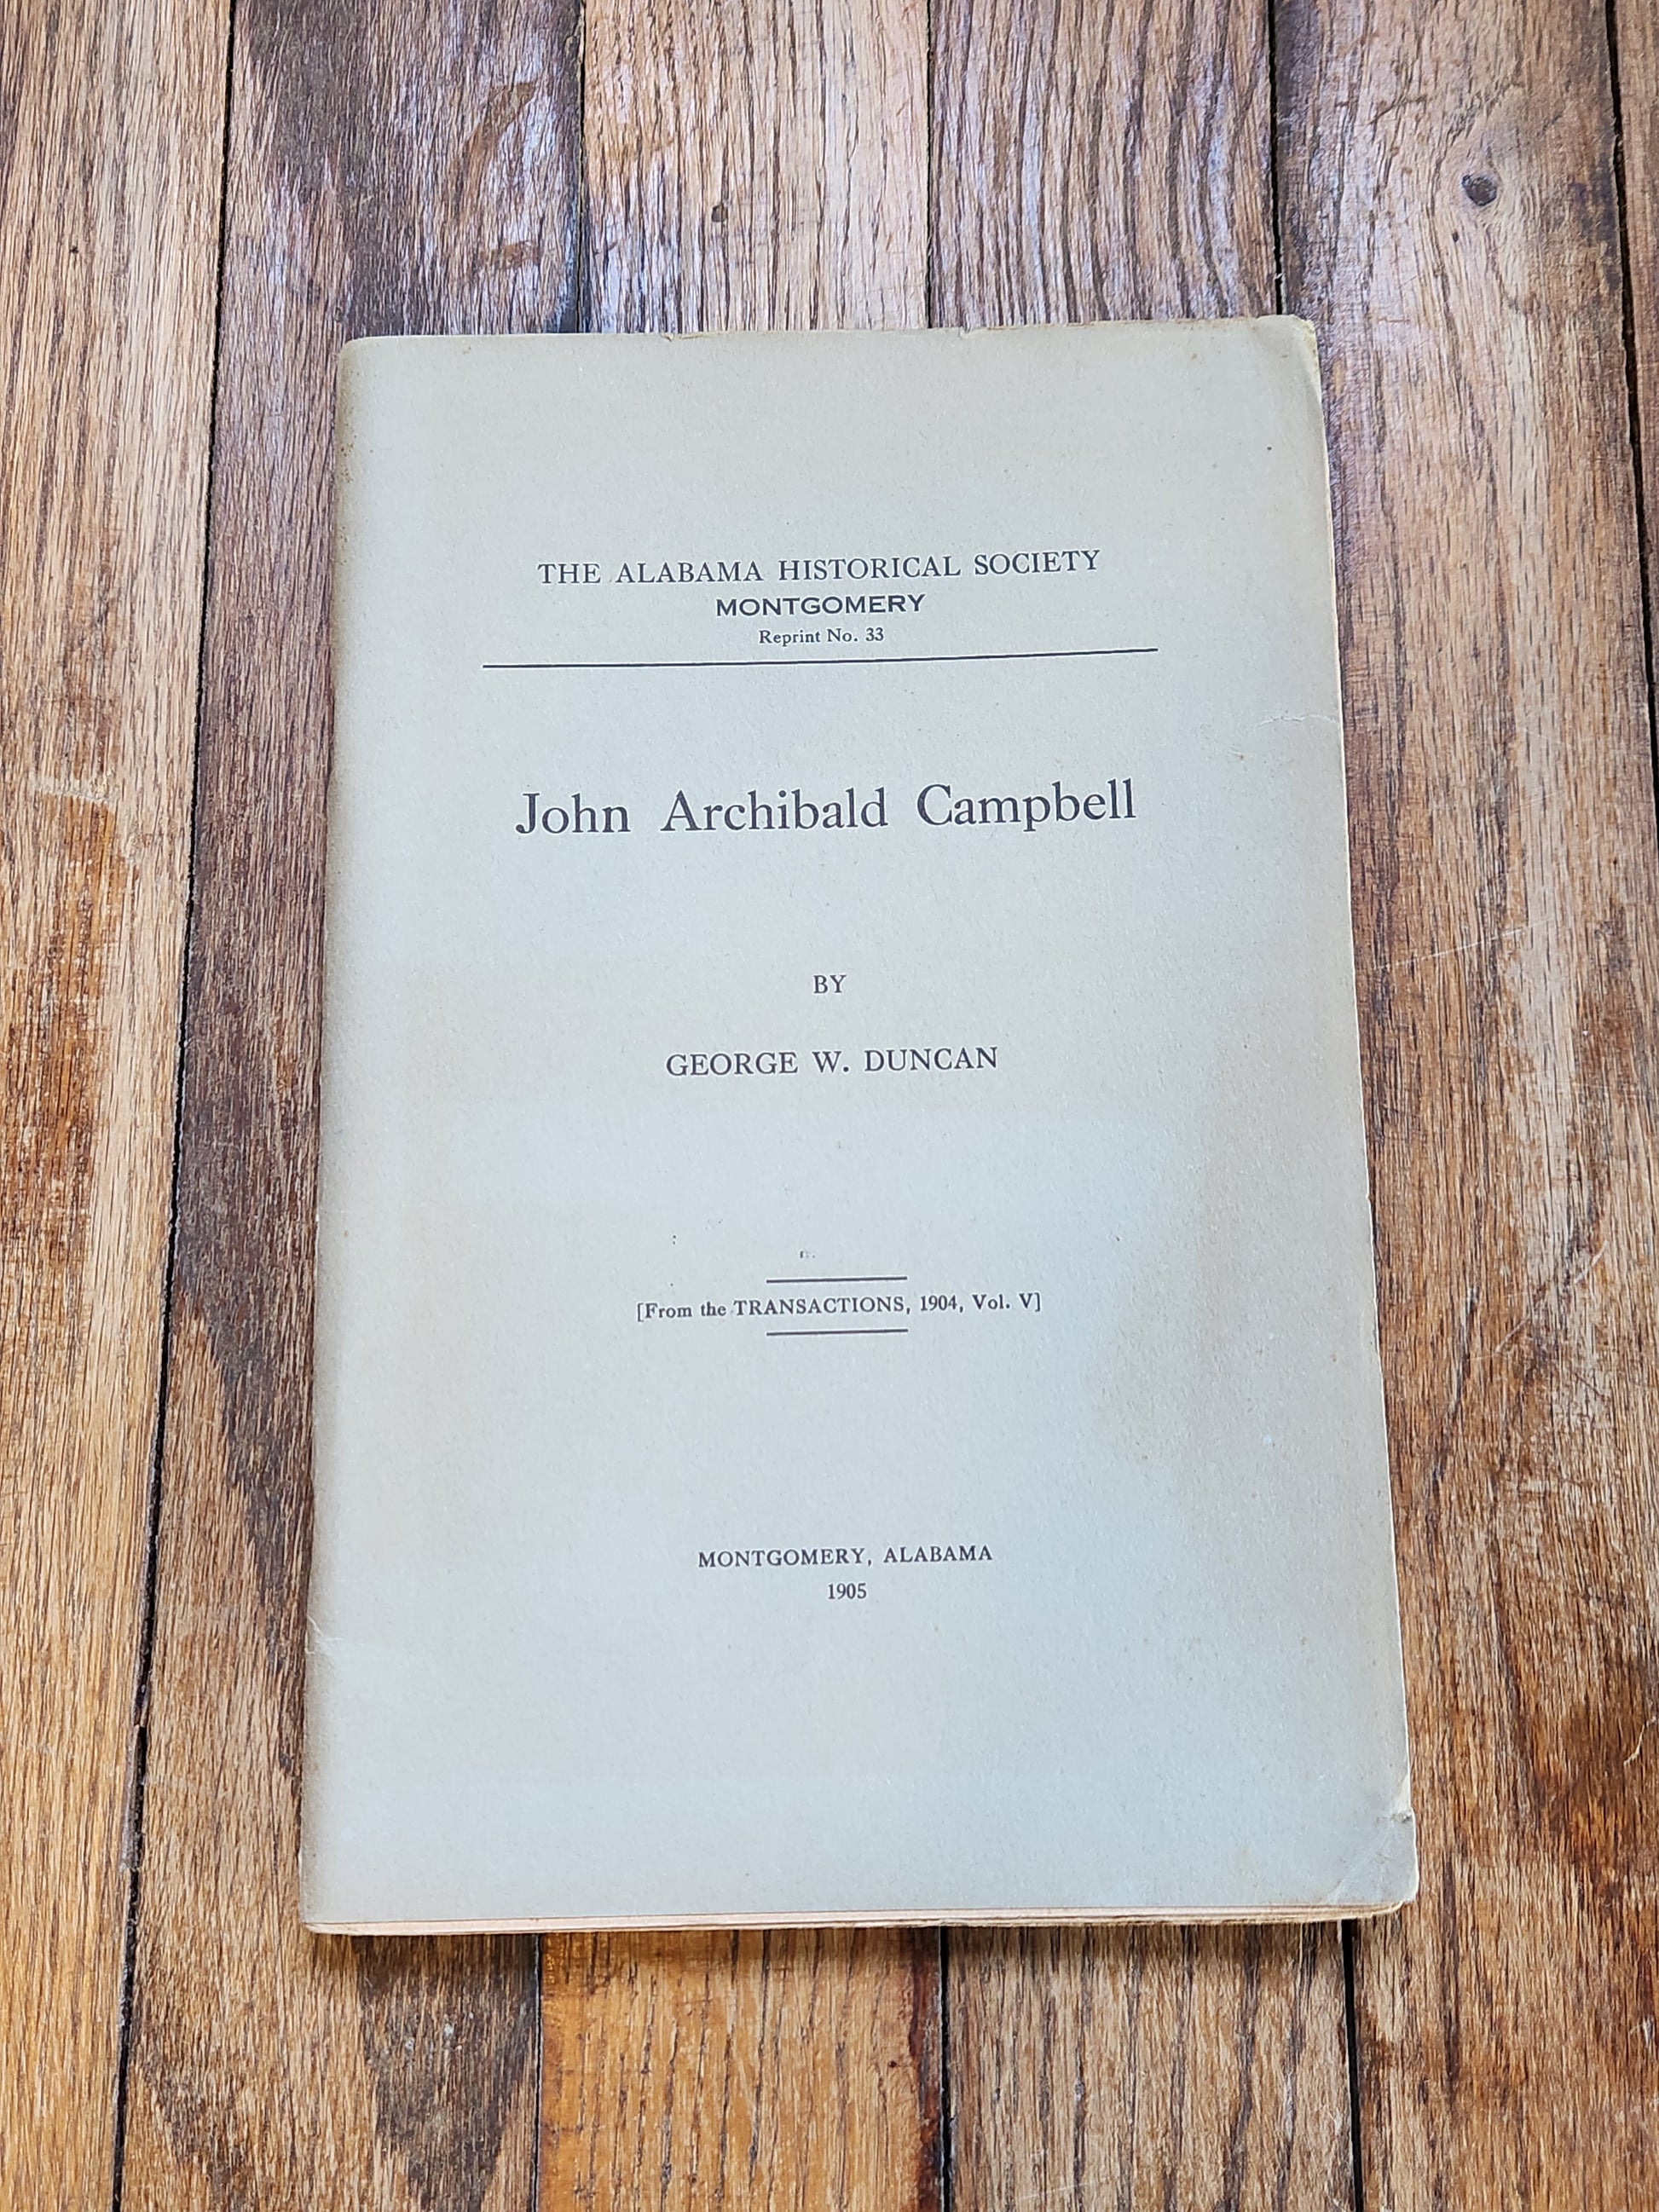 THE ALABAMA HISTORICAL SOCIETY
MONTGOMERY
Reprint No. 33
John Archibald Campbell
BY
GEORGE W. DUNCAN
[From the TRANSACTIONS, 1904, Vol. V]
MONTGOMERY, ALABAMA
1905